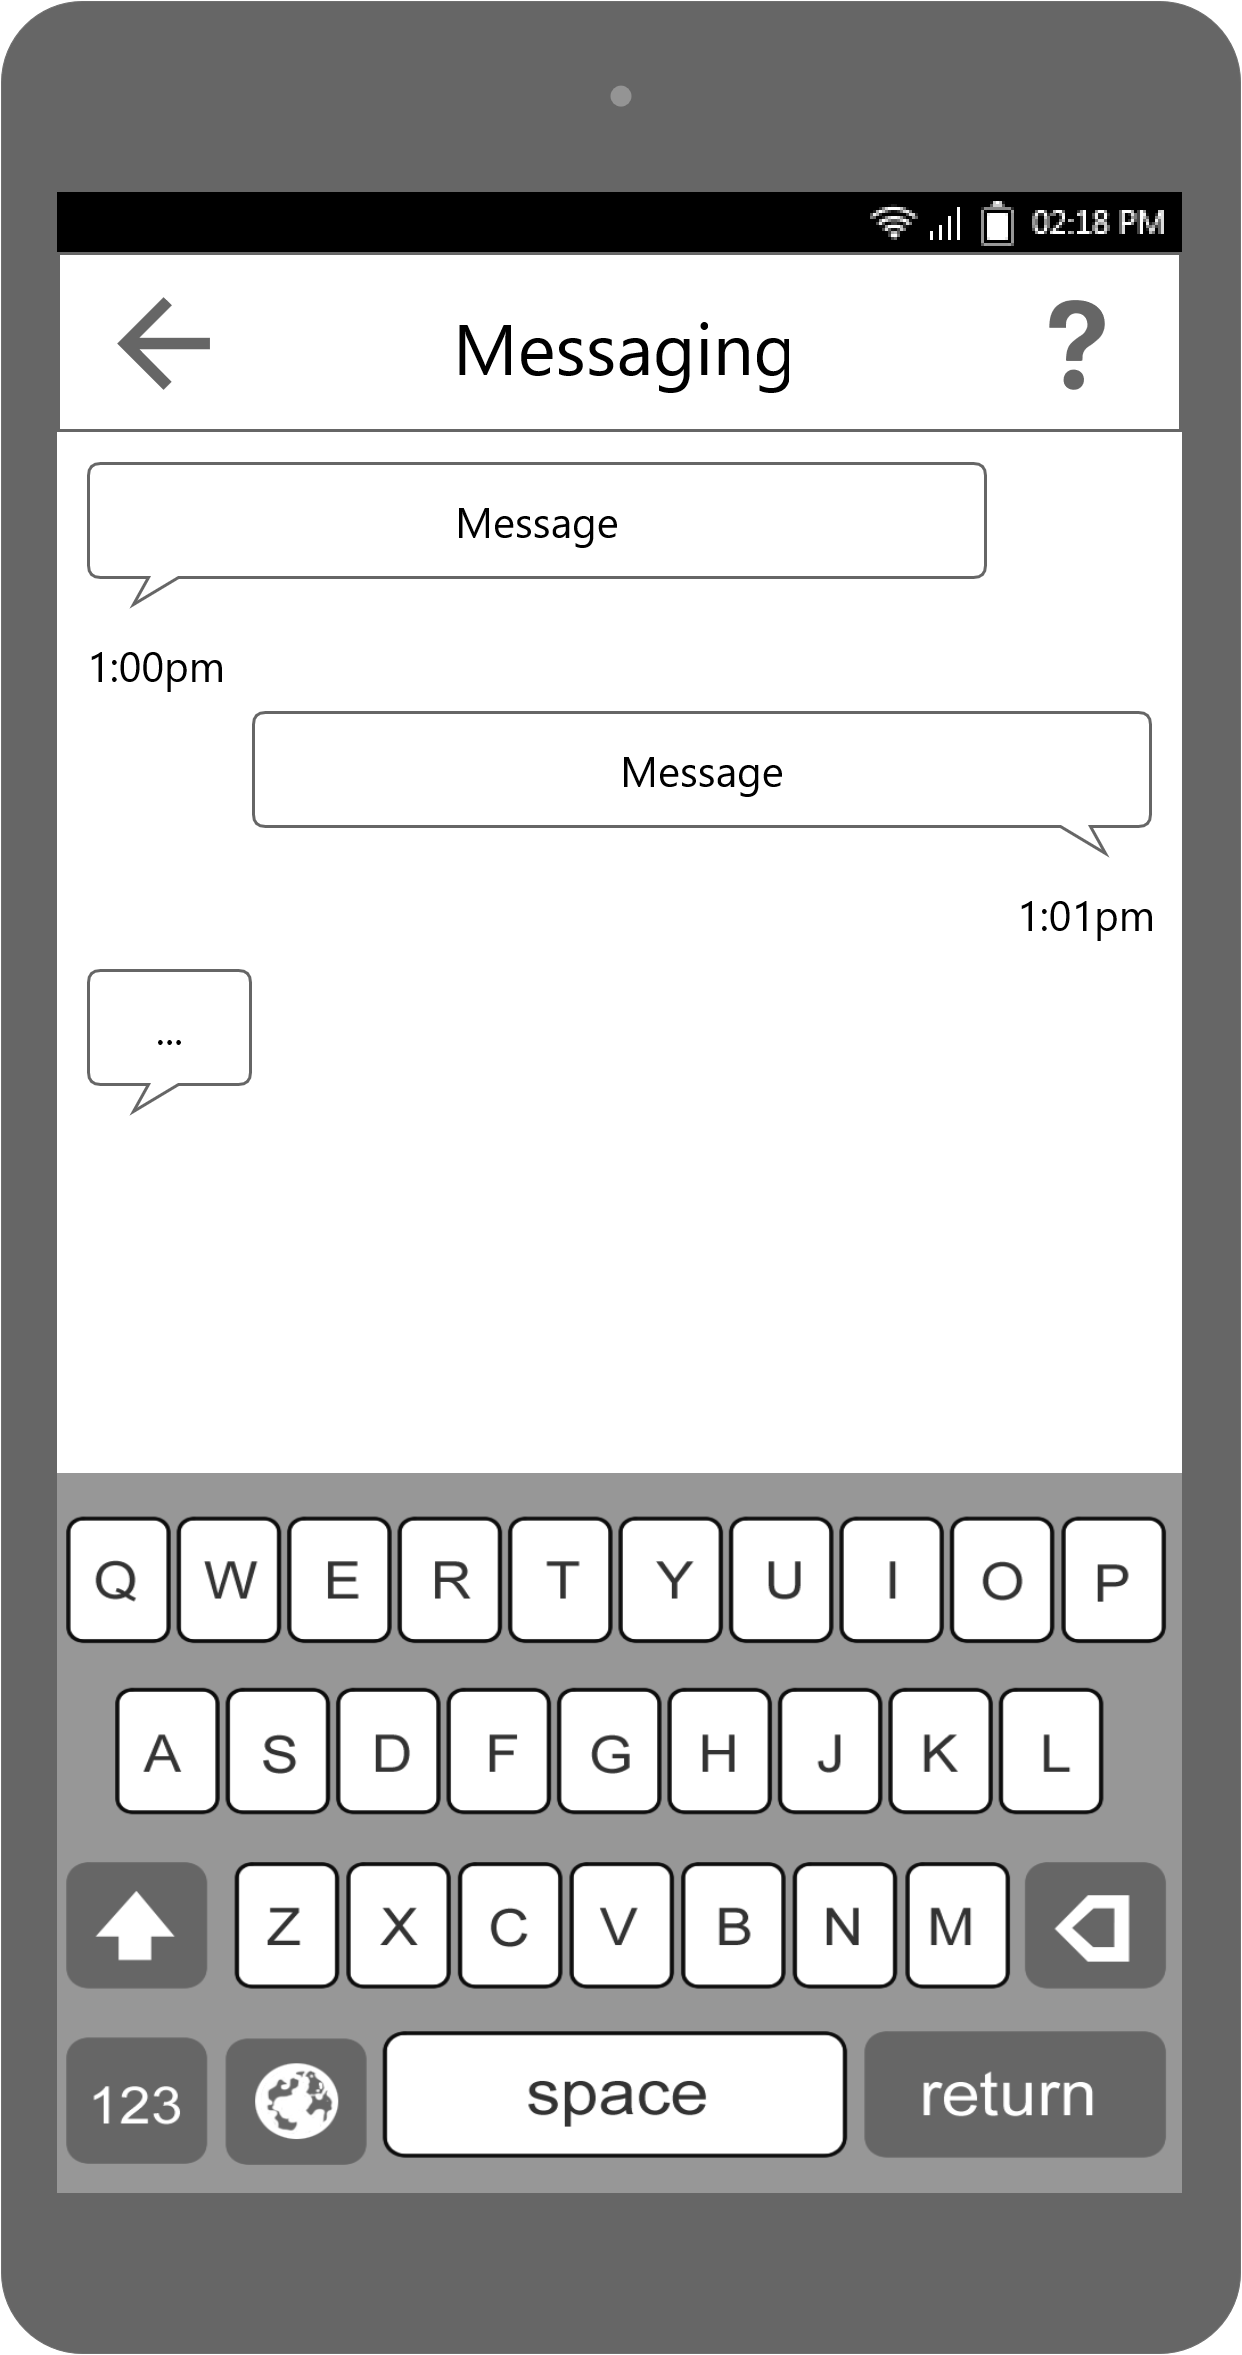 02:18 PM
Messaging
?
Message
1:00pm
Message
1:01pm
...
Q W E R T Y U I O P
A S D F G H J K L
Z X C V B N M
123 space return